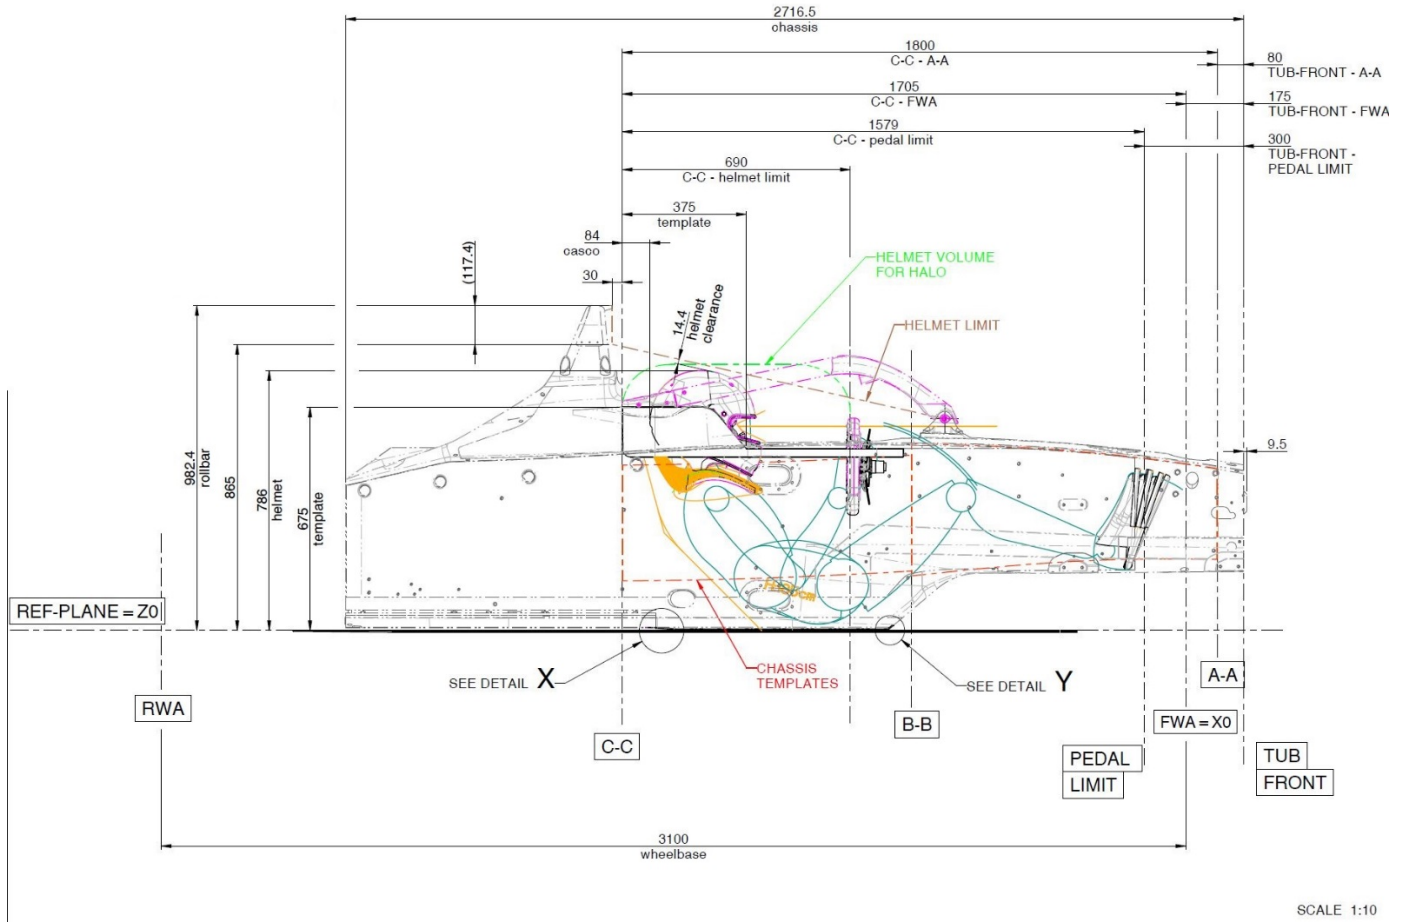 2716.5
chassis
1800
C-C - A-A
80
TUB-FRONT - A-A
1705
C-C - FWA
175
TUB-FRONT - FWA
1579
C-C - pedal limit
300
TUB-FRONT -
PEDAL LIMIT
690
C-C - helmet limit
375
template
84
casco
30
(117.4)
HELMET VOLUME
FOR HALO
14.4
helmet
clearance
HELMET LIMIT
982.4
rollbar
865
786
helmet
675
template
9.5
REF-PLANE = Z0
SEE DETAIL X
CHASSIS
TEMPLATES
SEE DETAIL Y
A-A
RWA
FWA = X0
B-B
C-C
PEDAL
LIMIT
TUB
FRONT
3100
wheelbase
SCALE 1:10